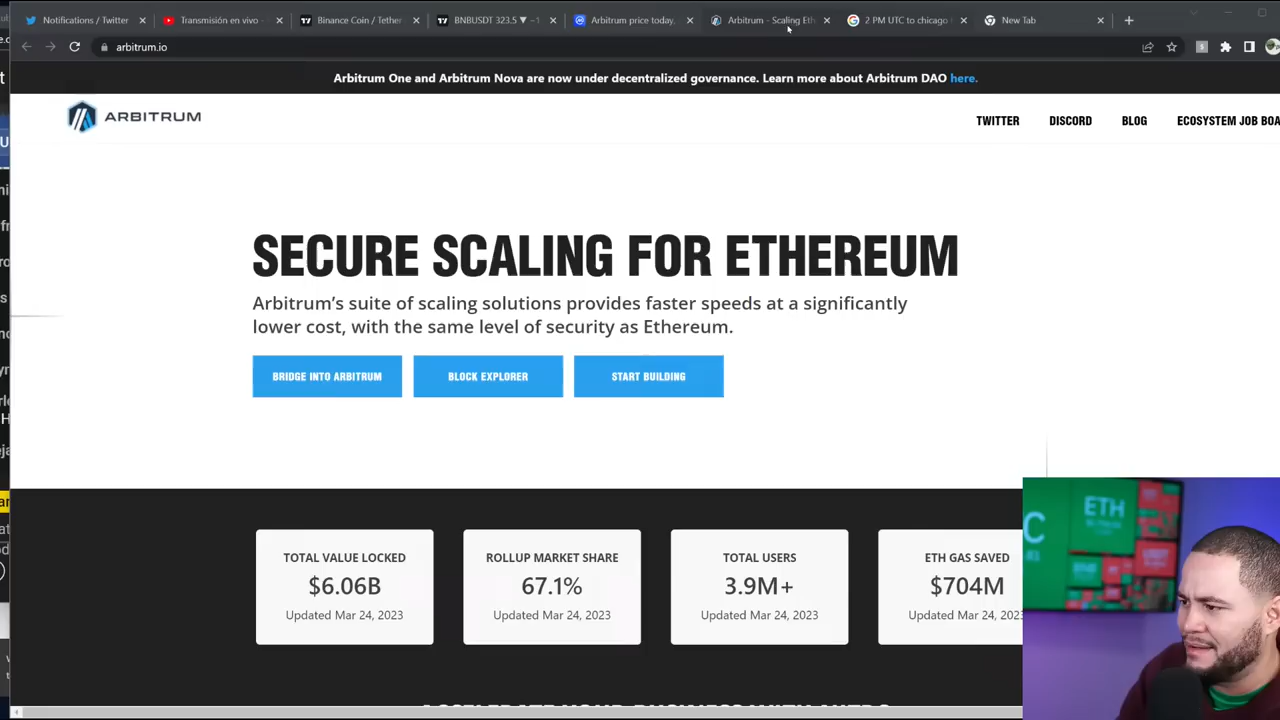 Notifications / Twitter
Transmisión en vivo -
Binance Coin / Tether
BNBUSDT 323.5 ▼ −1
Arbitrum price today,
Arbitrum - Scaling Eth
2 PM UTC to chicago
New Tab
arbitrum.io
Arbitrum One and Arbitrum Nova are now under decentralized governance. Learn more about Arbitrum DAO here.
ARBITRUM
TWITTER
DISCORD
BLOG
ECOSYSTEM JOB BOA
SECURE SCALING FOR ETHEREUM
Arbitrum's suite of scaling solutions provides faster speeds at a significantly
lower cost, with the same level of security as Ethereum.
BRIDGE INTO ARBITRUM
BLOCK EXPLORER
START BUILDING
TOTAL VALUE LOCKED
$6.06B
Updated Mar 24, 2023
ROLLUP MARKET SHARE
67.1%
Updated Mar 24, 2023
TOTAL USERS
3.9M+
Updated Mar 24, 2023
ETH GAS SAVED
$704M
Updated Mar 24, 2023
ETH